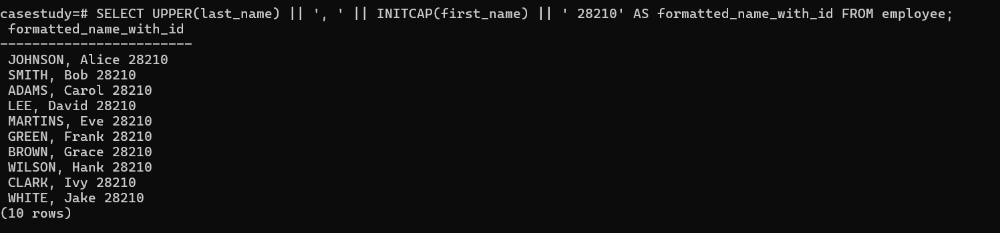 casestudy=# SELECT UPPER(last_name) || ', ' || INITCAP(first_name) || ' 28210' AS formatted_name_with_id FROM employee;
 formatted_name_with_id
------------------------
 JOHNSON, Alice 28210
 SMITH, Bob 28210
 ADAMS, Carol 28210
 LEE, David 28210
 MARTINS, Eve 28210
 GREEN, Frank 28210
 BROWN, Grace 28210
 WILSON, Hank 28210
 CLARK, Ivy 28210
 WHITE, Jake 28210
(10 rows)